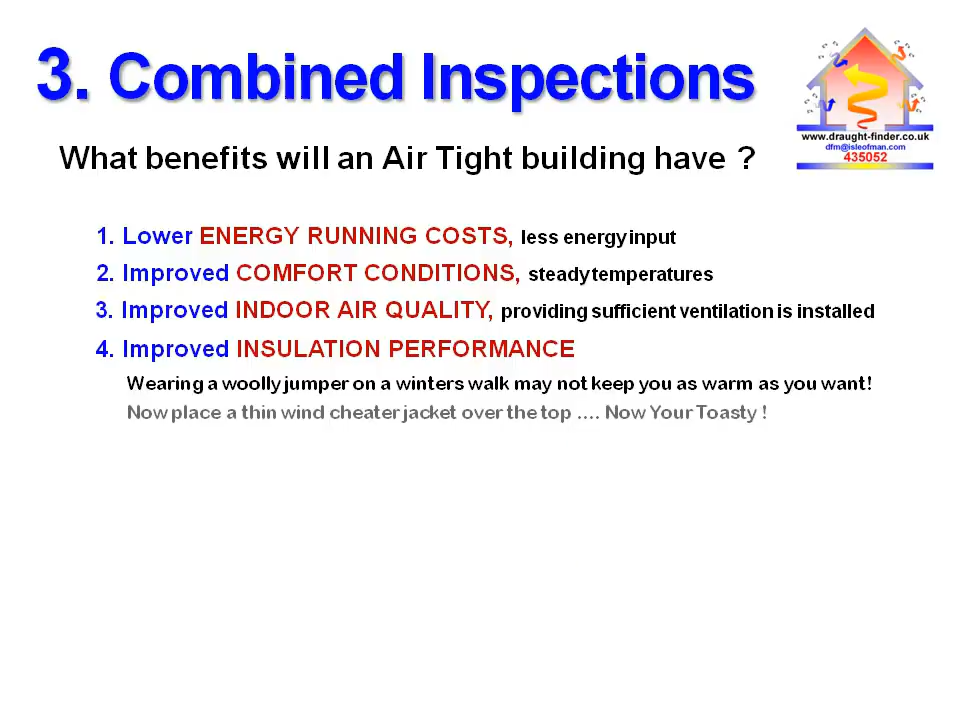 3. Combined Inspections
www.draught-finder.co.uk
dfm@isleofman.com
435052
What benefits will an Air Tight building have ?
1. Lower ENERGY RUNNING COSTS, less energy input
2. Improved COMFORT CONDITIONS, steady temperatures
3. Improved INDOOR AIR QUALITY, providing sufficient ventilation is installed
4. Improved INSULATION PERFORMANCE
Wearing a woolly jumper on a winters walk may not keep you as warm as you want!
Now place a thin wind cheater jacket over the top .... Now Your Toasty !